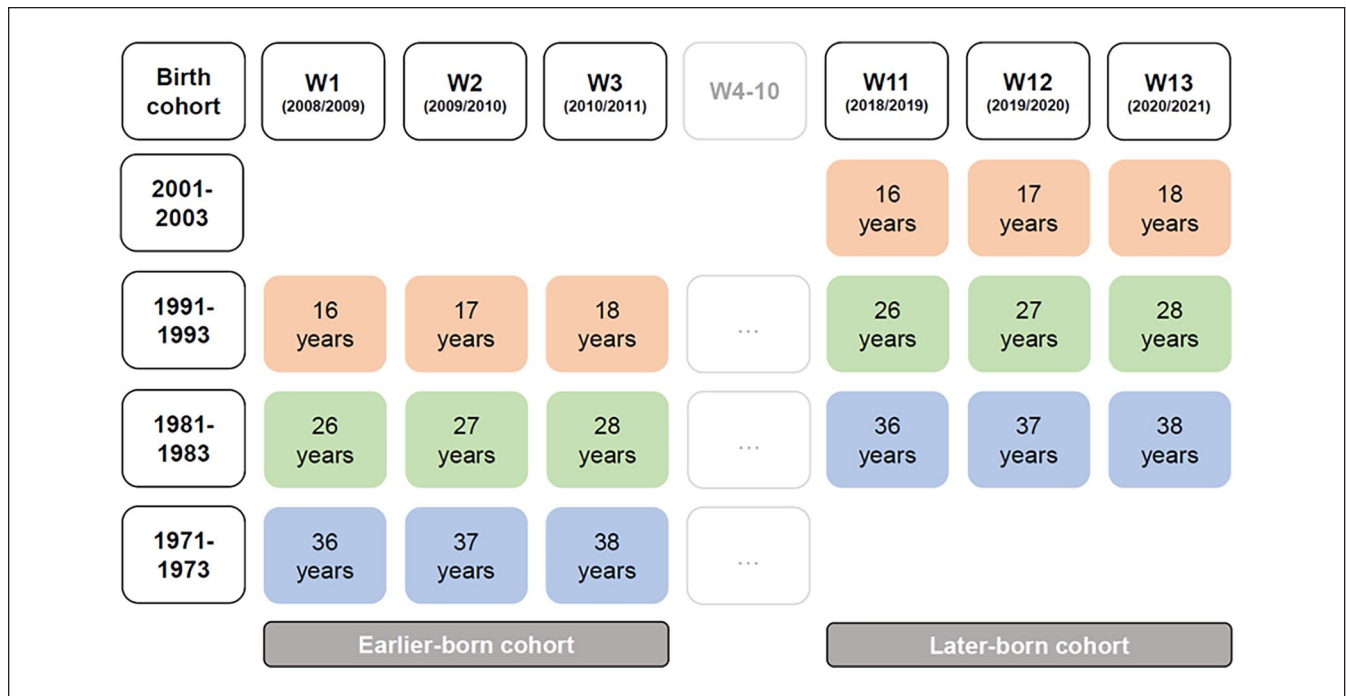 Birth
cohort
W1
(2008/2009)
W2
(2009/2010)
W3
(2010/2011)
W4-10
W11
(2018/2019)
W12
(2019/2020)
W13
(2020/2021)
2001-
2003
16
years
17
years
18
years
1991-
1993
16
years
17
years
18
years
...
26
years
27
years
28
years
1981-
1983
26
years
27
years
28
years
...
36
years
37
years
38
years
1971-
1973
36
years
37
years
38
years
...
Earlier-born cohort
Later-born cohort